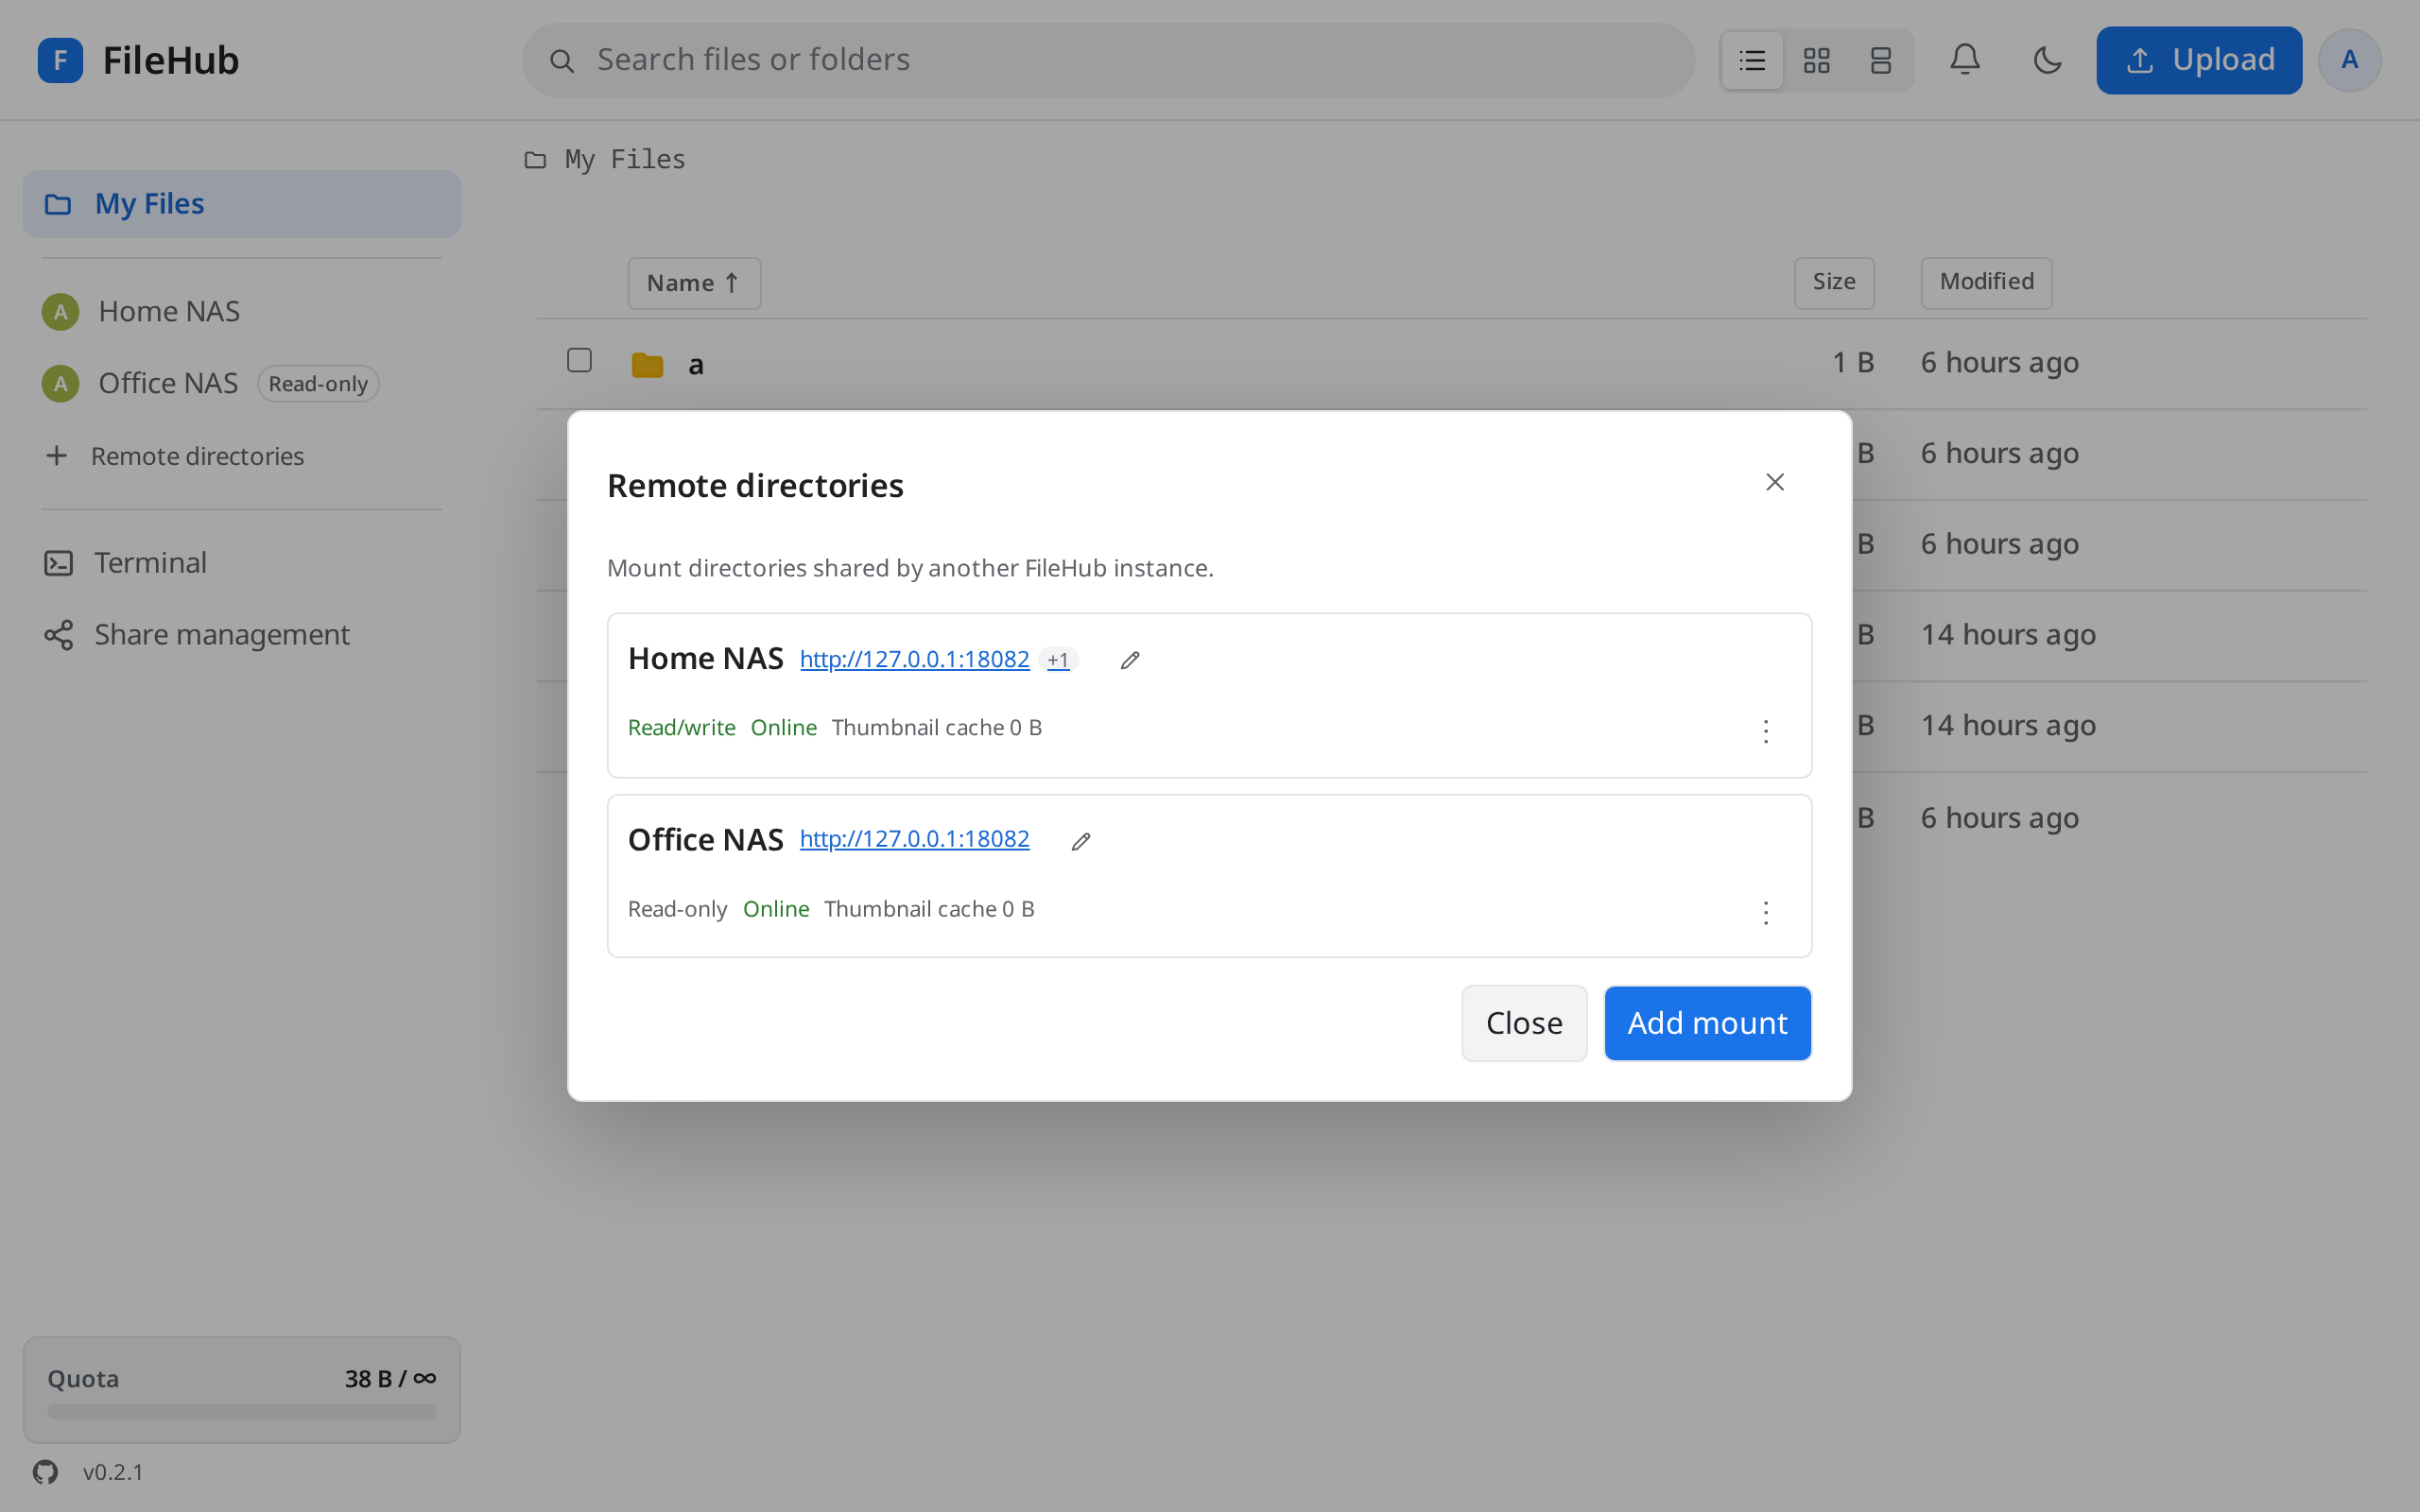 F FileHub
Search files or folders
Upload
A
My Files
A Home NAS
A Office NAS Read-only
+ Remote directories
Terminal
Share management
Quota 38 B / ∞
v0.2.1
My Files
Name ↑ Size Modified
a 1 B 6 hours ago
B 6 hours ago
B 6 hours ago
B 14 hours ago
B 14 hours ago
B 6 hours ago
Remote directories
Mount directories shared by another FileHub instance.
Home NAS http://127.0.0.1:18082 +1
Read/write Online Thumbnail cache 0 B
Office NAS http://127.0.0.1:18082
Read-only Online Thumbnail cache 0 B
Close Add mount